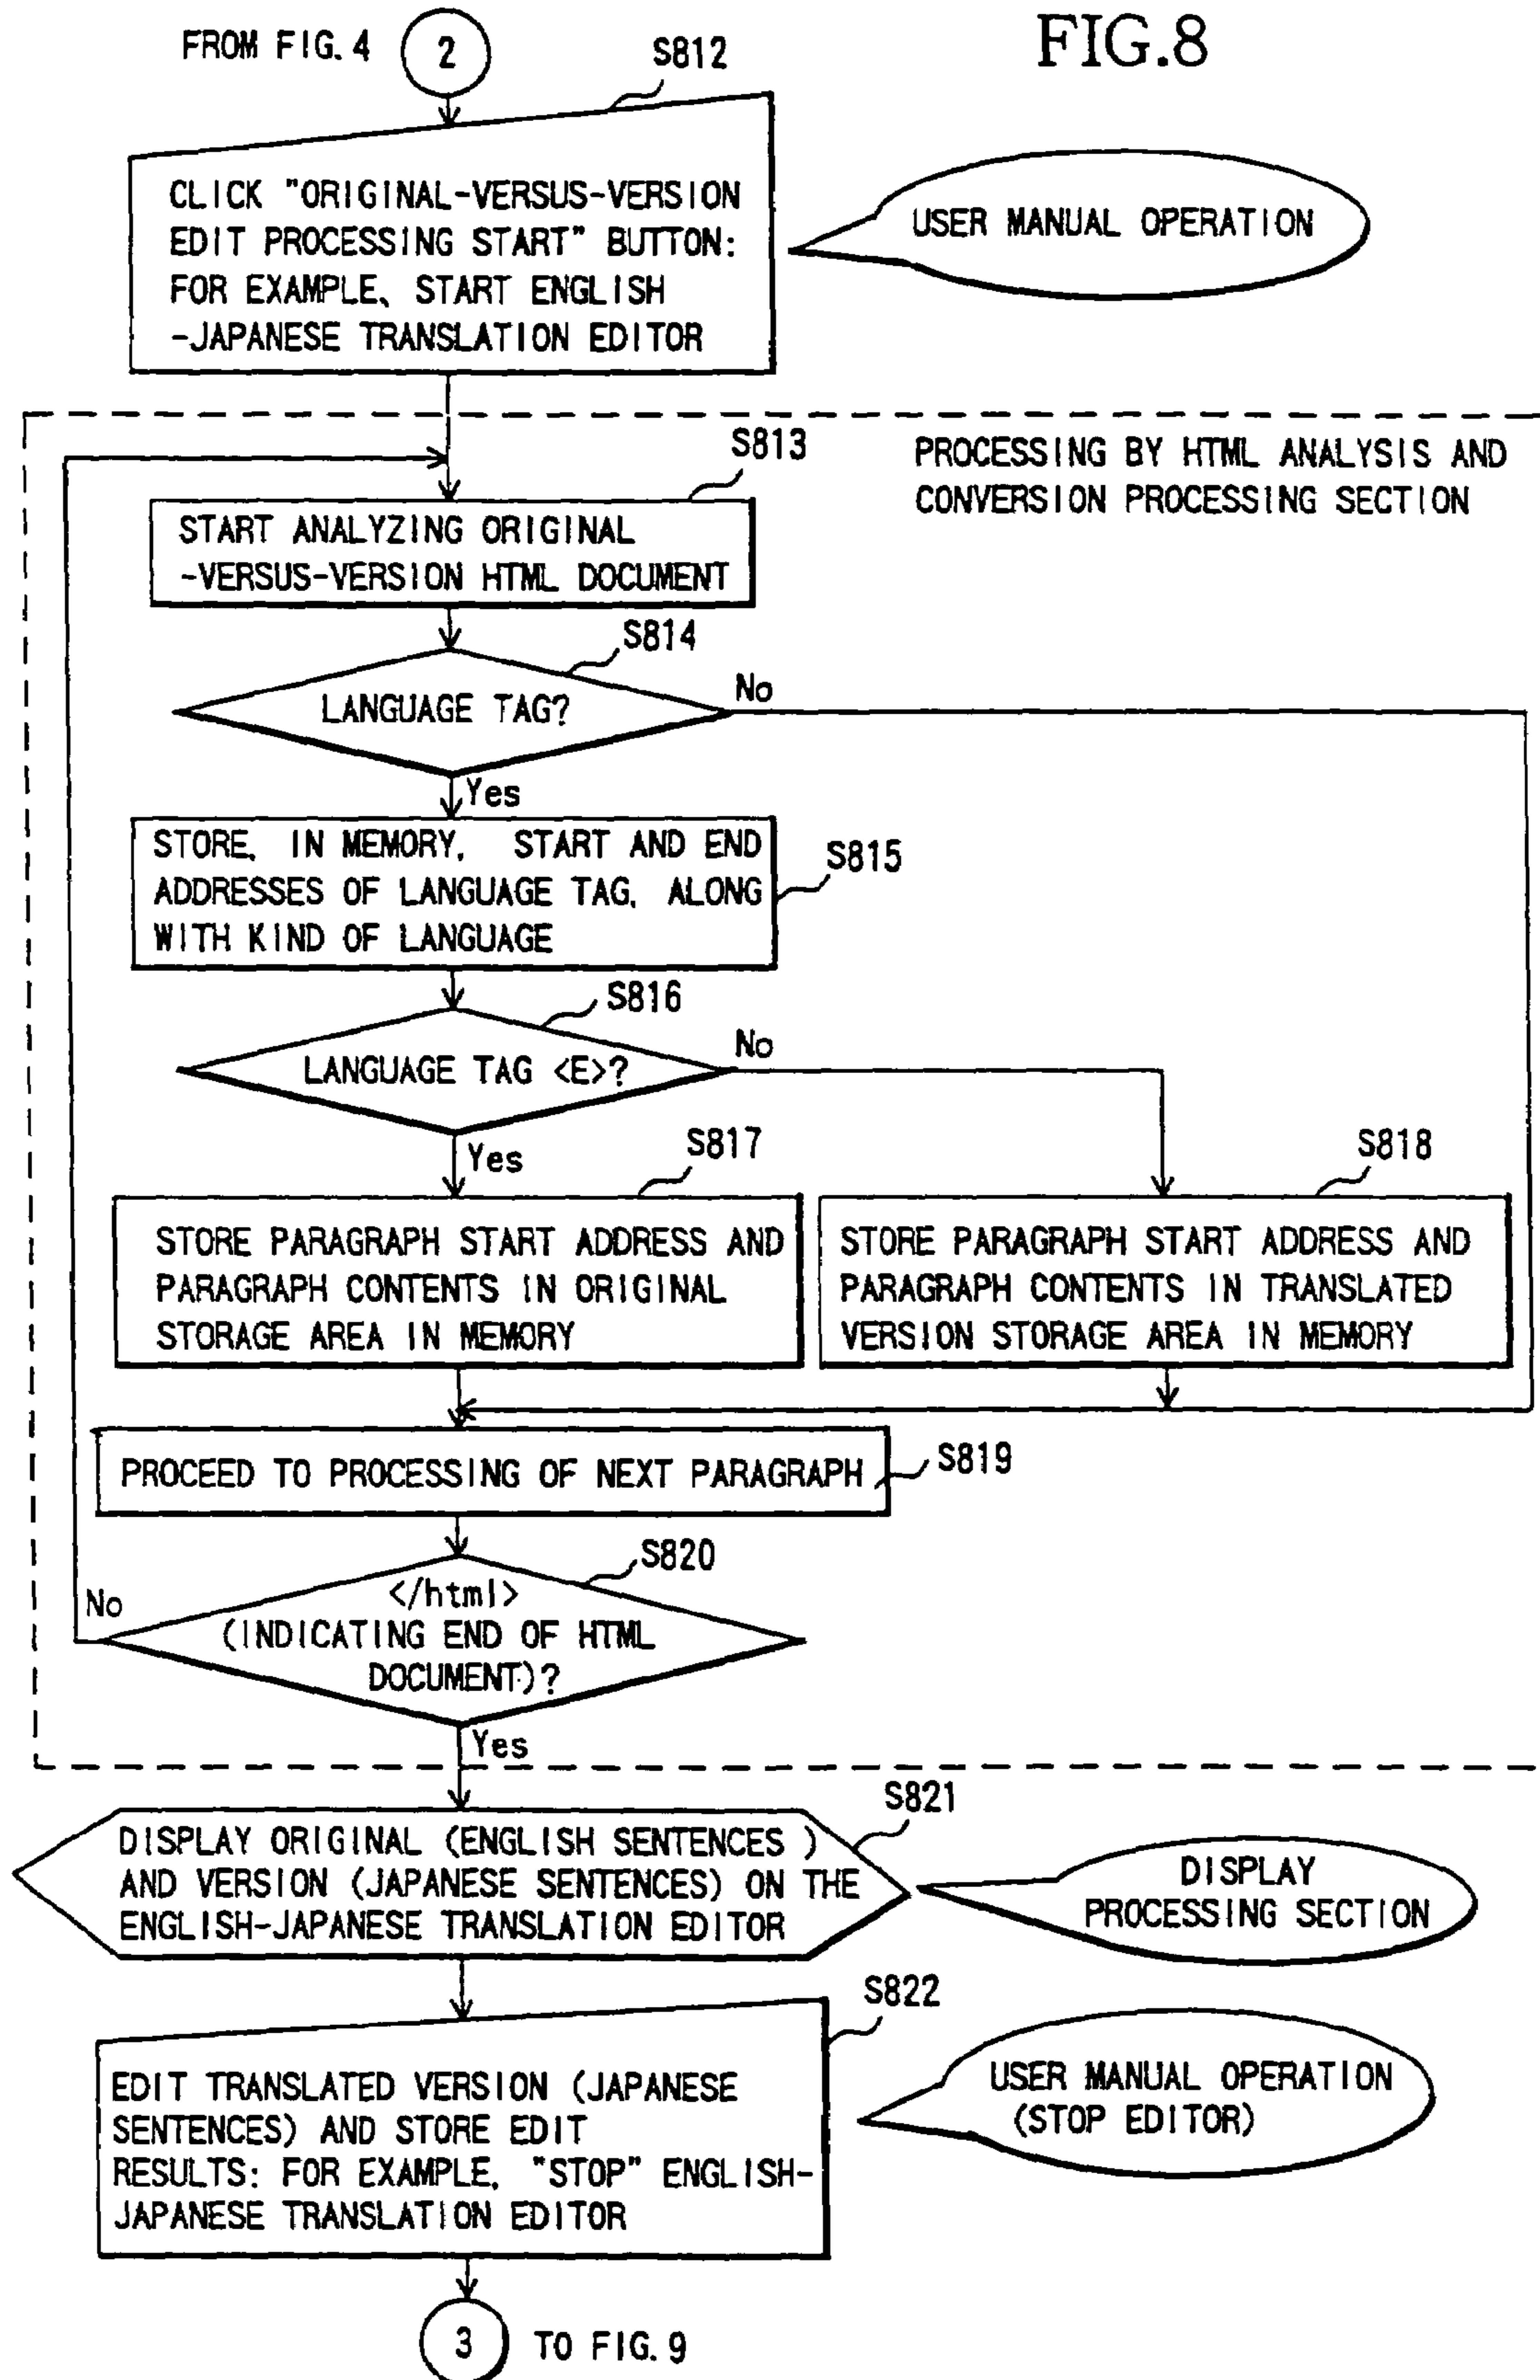 FROM FIG. 4
2
S812
FIG.8
CLICK "ORIGINAL-VERSUS-VERSION
EDIT PROCESSING START" BUTTON:
FOR EXAMPLE, START ENGLISH
-JAPANESE TRANSLATION EDITOR
USER MANUAL OPERATION
PROCESSING BY HTML ANALYSIS AND
CONVERSION PROCESSING SECTION
S813
START ANALYZING ORIGINAL
-VERSUS-VERSION HTML DOCUMENT
S814
LANGUAGE TAG?
No
Yes
STORE, IN MEMORY, START AND END
ADDRESSES OF LANGUAGE TAG, ALONG
WITH KIND OF LANGUAGE
S815
S816
LANGUAGE TAG <E>?
No
Yes
S817
S818
STORE PARAGRAPH START ADDRESS AND
PARAGRAPH CONTENTS IN ORIGINAL
STORAGE AREA IN MEMORY
STORE PARAGRAPH START ADDRESS AND
PARAGRAPH CONTENTS IN TRANSLATED
VERSION STORAGE AREA IN MEMORY
PROCEED TO PROCESSING OF NEXT PARAGRAPH
S819
S820
No
</html>
(INDICATING END OF HTML
DOCUMENT)?
Yes
S821
DISPLAY ORIGINAL (ENGLISH SENTENCES )
AND VERSION (JAPANESE SENTENCES) ON THE
ENGLISH-JAPANESE TRANSLATION EDITOR
DISPLAY
PROCESSING SECTION
S822
EDIT TRANSLATED VERSION (JAPANESE
SENTENCES) AND STORE EDIT
RESULTS: FOR EXAMPLE, "STOP" ENGLISH-
JAPANESE TRANSLATION EDITOR
USER MANUAL OPERATION
(STOP EDITOR)
3
TO FIG. 9